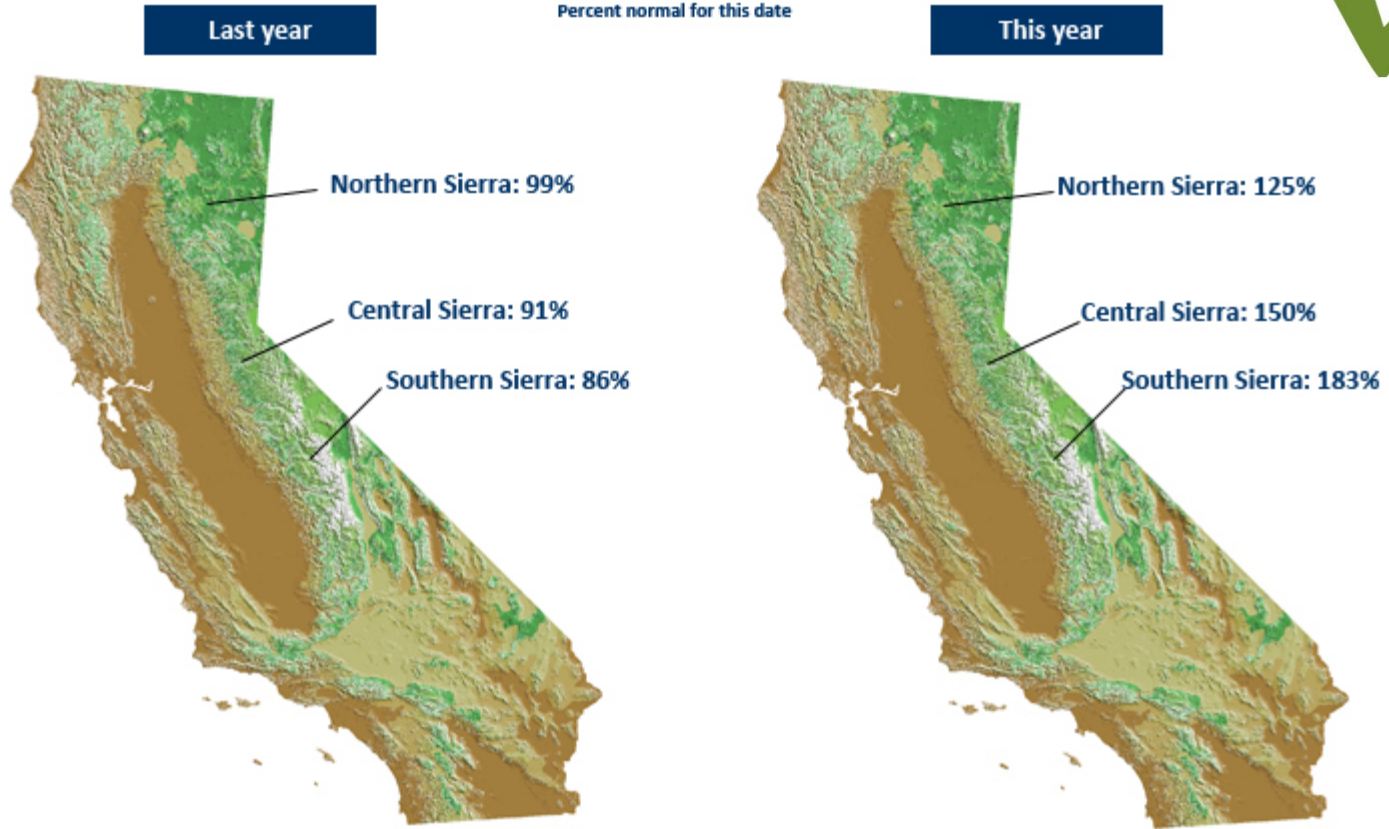 Percent normal for this date
Last year
This year
Northern Sierra: 99%
Central Sierra: 91%
Southern Sierra: 86%
Northern Sierra: 125%
Central Sierra: 150%
Southern Sierra: 183%